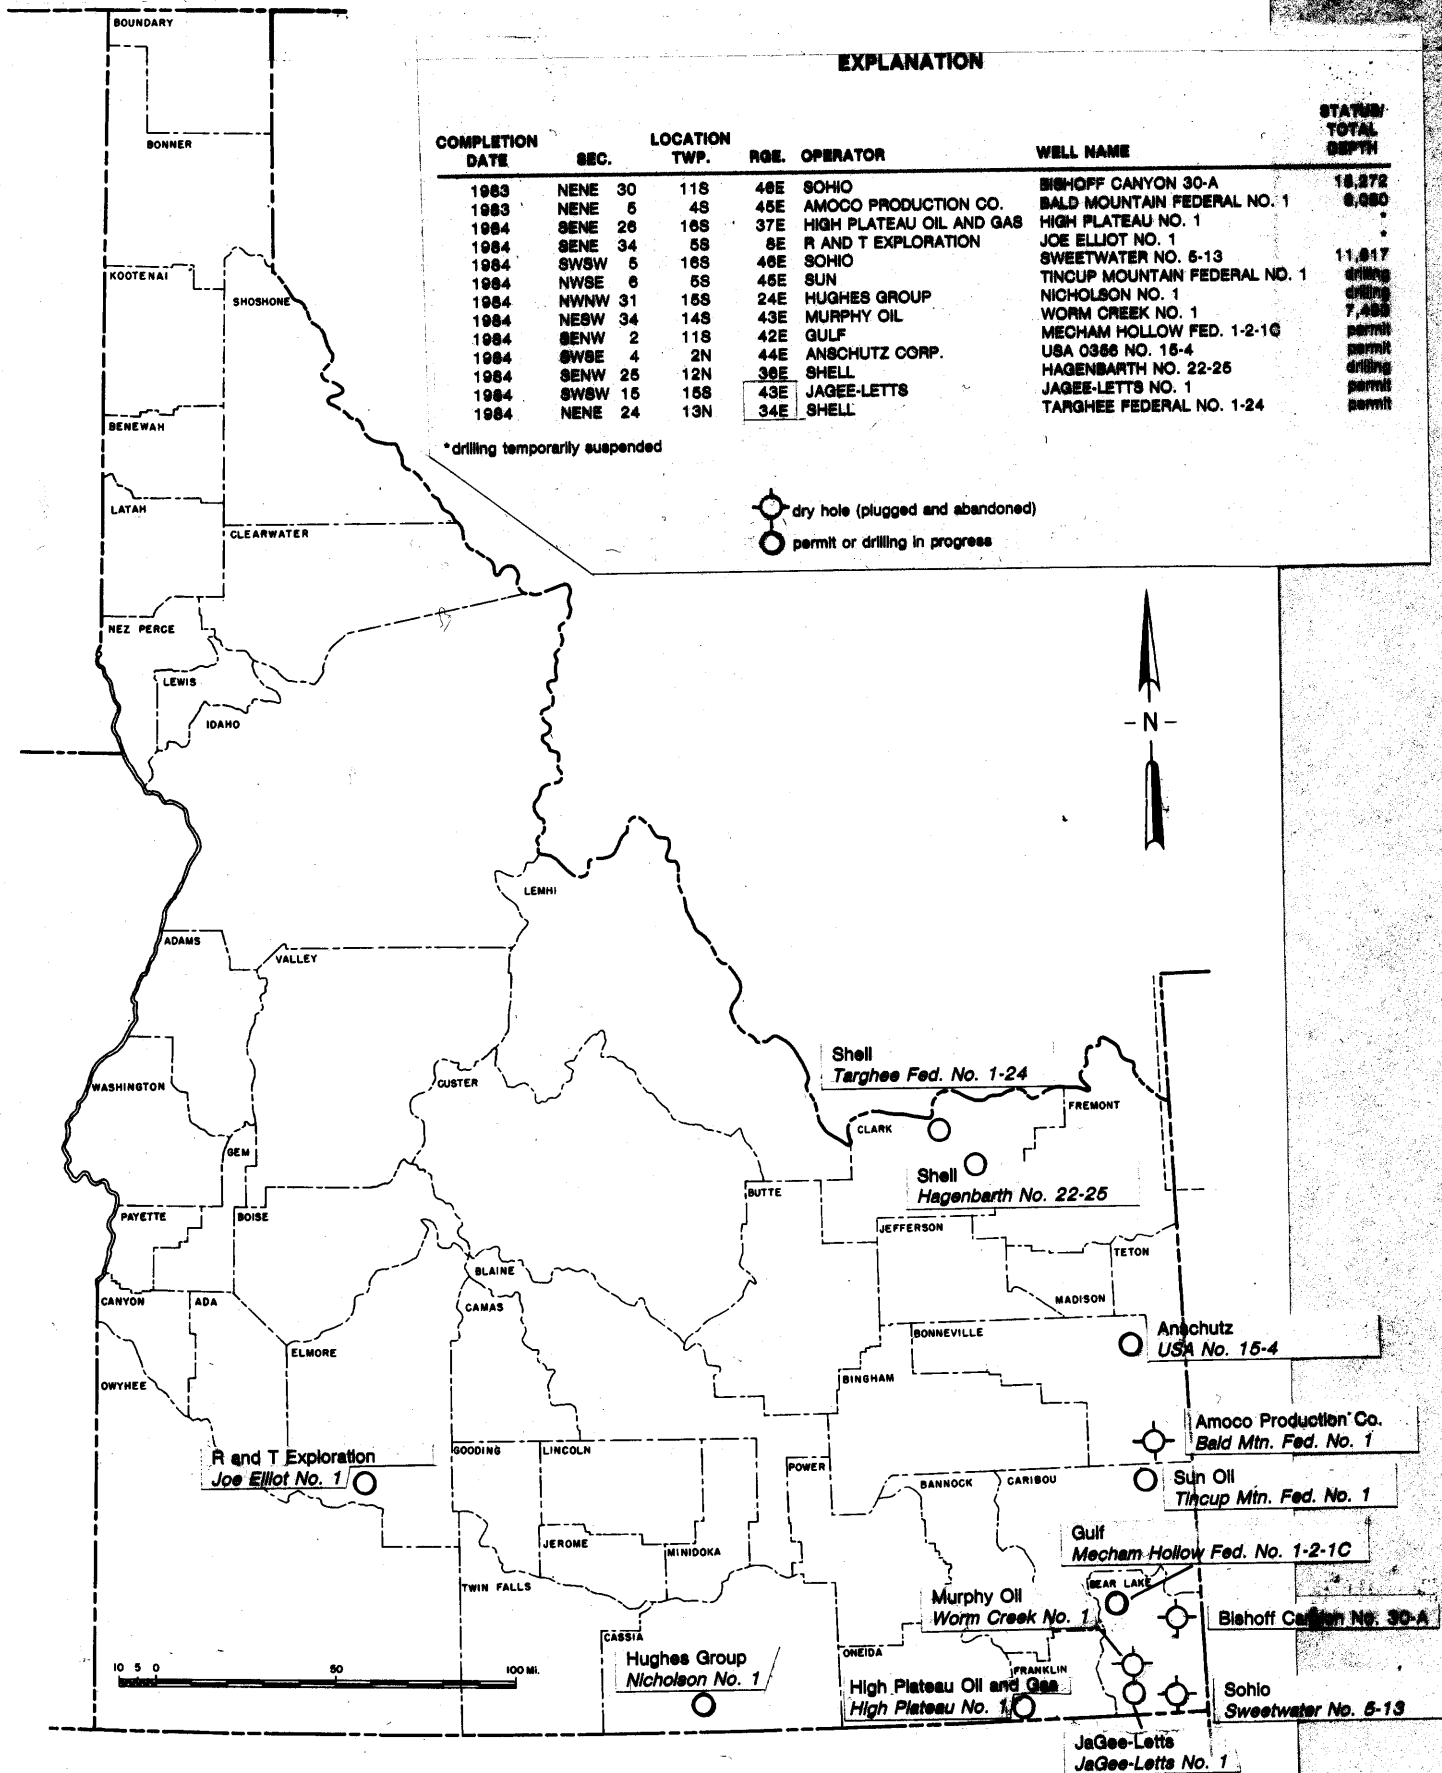 EXPLANATION
COMPLETION DATE SEC. LOCATION TWP. RGE. OPERATOR WELL NAME STATUS/ TOTAL DEPTH
1983 NENE 30 11S 46E SOHIO BISHOFF CANYON 30-A
1983 NENE 5 4S 45E AMOCO PRODUCTION CO. BALD MOUNTAIN FEDERAL NO. 1
1984 SENE 26 16S 37E HIGH PLATEAU OIL AND GAS HIGH PLATEAU NO. 1 *
1984 SENE 34 5S 8E R AND T EXPLORATION JOE ELLIOT NO. 1 *
1984 SWSW 5 16S 46E SOHIO SWEETWATER NO. 5-13
1984 NWSE 6 5S 45E SUN TINCUP MOUNTAIN FEDERAL NO. 1 drilling
1984 NWNW 31 15S 24E HUGHES GROUP NICHOLSON NO. 1 drilling
1984 NESW 34 14S 43E MURPHY OIL WORM CREEK NO. 1
1984 SENW 2 11S 42E GULF MECHAM HOLLOW FED. 1-2-1C permit
1984 SWSE 4 2N 44E ANSCHUTZ CORP. USA 0356 NO. 15-4 permit
1984 SENW 25 12N 36E SHELL HAGENBARTH NO. 22-25 drilling
1984 SWSW 15 15S 43E JAGEE-LETTS JAGEE-LETTS NO. 1 permit
1984 NENE 24 13N 34E SHELL TARGHEE FEDERAL NO. 1-24 permit
*drilling temporarily suspended
dry hole (plugged and abandoned)
permit or drilling in progress
BOUNDARY
BONNER
KOOTENAI
SHOSHONE
BENEWAH
LATAH
CLEARWATER
NEZ PERCE
LEWIS
IDAHO
-N-
LEMHI
ADAMS
VALLEY
WASHINGTON
CUSTER
GEM
Shell
Targhee Fed. No. 1-24
CLARK
FREMONT
Shell
Hagenbarth No. 22-25
PAYETTE
BOISE
BUTTE
JEFFERSON
TETON
BLAINE
CANYON
ADA
CAMAS
MADISON
ELMORE
BONNEVILLE
Anschutz
USA No. 15-4
OWYHEE
BINGHAM
Amoco Production Co.
Bald Mtn. Fed. No. 1
R and T Exploration
Joe Elliot No. 1
GOODING
LINCOLN
POWER
BANNOCK
CARIBOU
Sun Oil
Tincup Mtn. Fed. No. 1
JEROME
MINIDOKA
Gulf
Mecham Hollow Fed. No. 1-2-1C
TWIN FALLS
BEAR LAKE
Murphy Oil
Worm Creek No. 1
Bishoff Canyon No. 30-A
CASSIA
ONEIDA
FRANKLIN
Hughes Group
Nicholson No. 1
High Plateau Oil and Gas
High Plateau No. 1
Sohio
Sweetwater No. 5-13
10 5 0 50 100 MI.
JaGee-Letts
JaGee-Letts No. 1